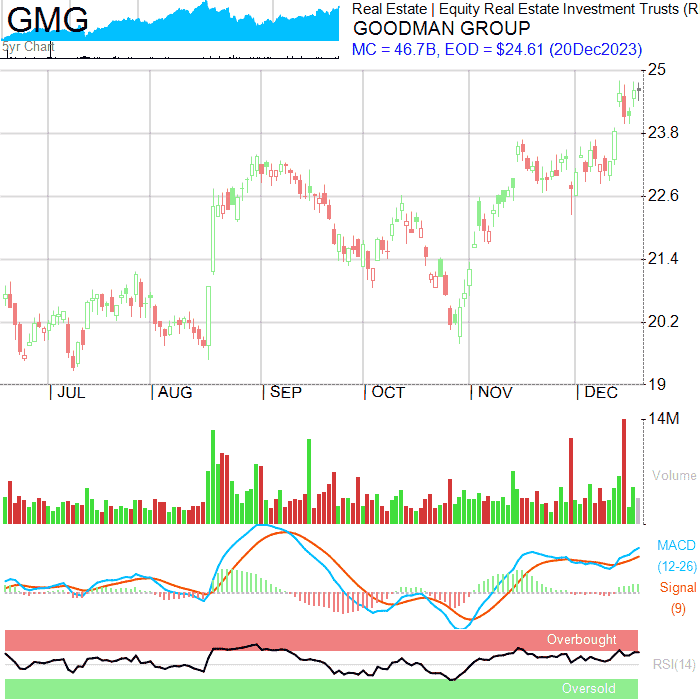 GMG
5yr Chart
Real Estate | Equity Real Estate Investment Trusts (R
GOODMAN GROUP
MC = 46.7B, EOD = $24.61 (20Dec2023)
25
23.8
22.6
21.4
20.2
19
JUL AUG SEP OCT NOV DEC
14M
Volume
MACD
(12-26)
Signal
(9)
Overbought
RSI(14)
Oversold